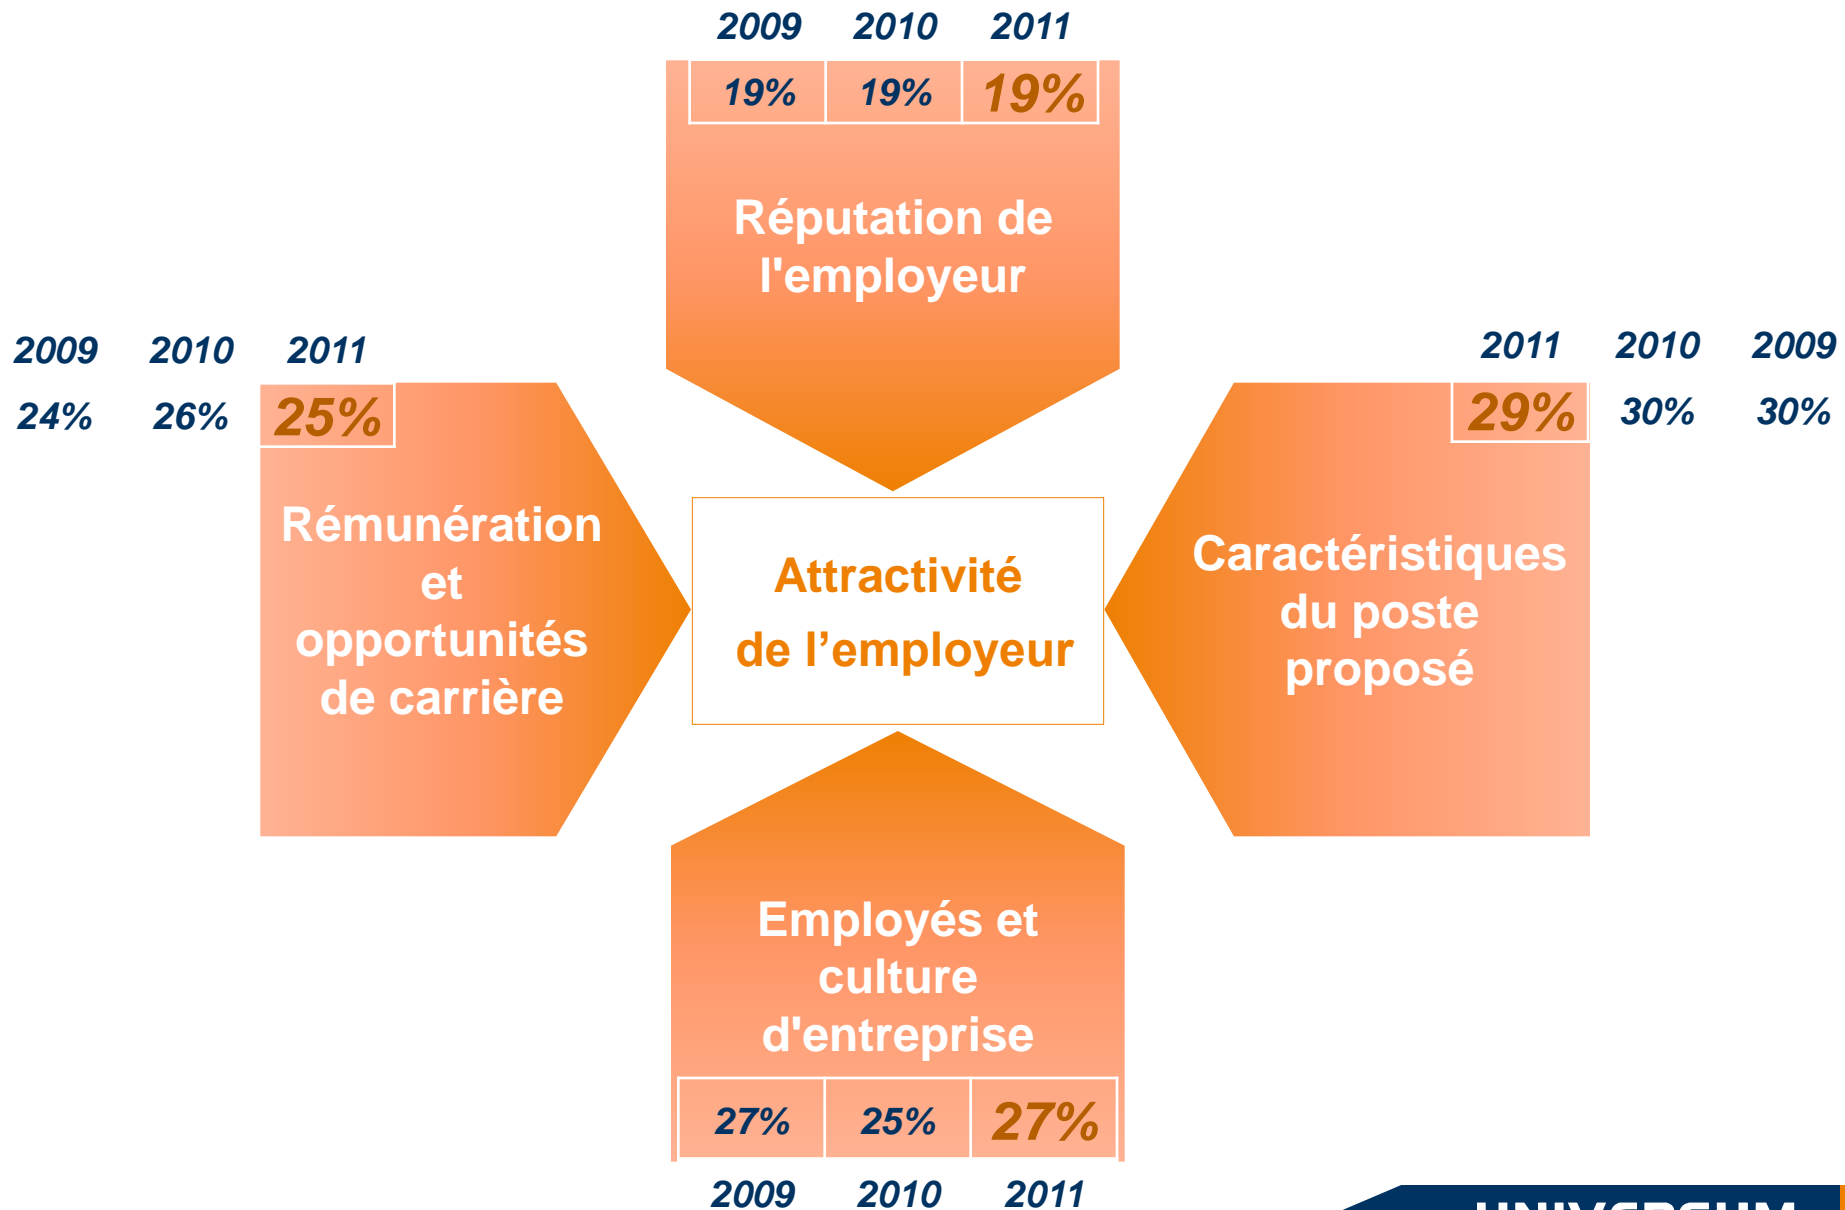 2009 2010 2011
19% 19% 19%
Réputation de
l'employeur
2009 2010 2011
24% 26% 25%
Rémunération
et
opportunités
de carrière
Attractivité
de l’employeur
2011 2010 2009
29% 30% 30%
Caractéristiques
du poste
proposé
Employés et
culture
d'entreprise
27% 25% 27%
2009 2010 2011
UNIVERSUM